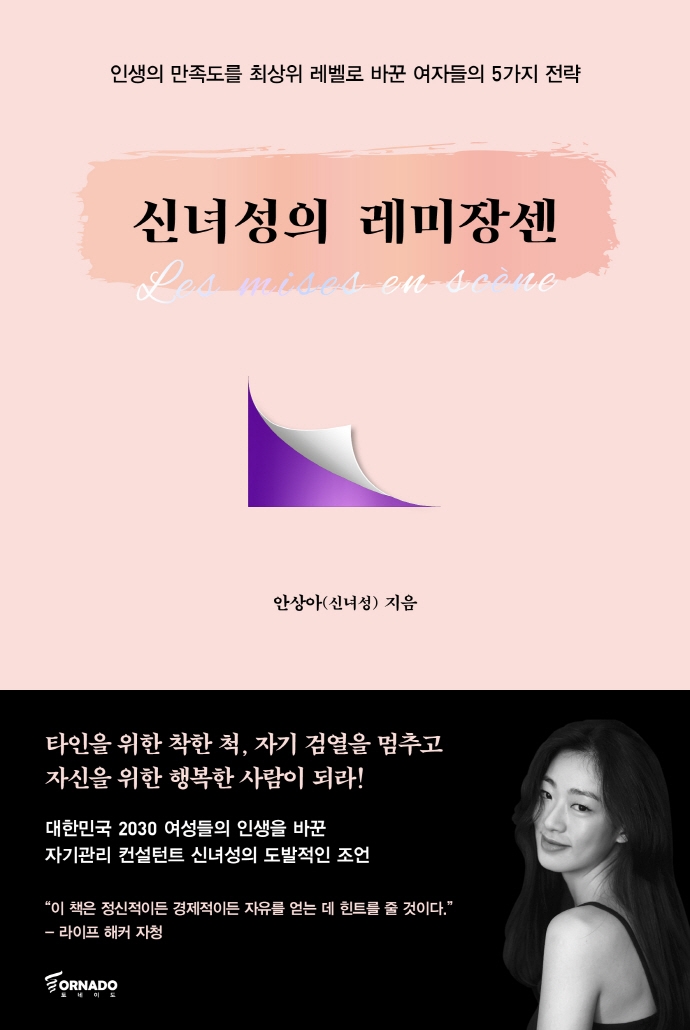 인생의 만족도를 최상위 레벨로 바꾼 여자들의 5가지 전략
신녀성의 레미장센
Les mises en scène
안상아(신녀성) 지음
타인을 위한 착한 척, 자기 검열을 멈추고
자신을 위한 행복한 사람이 되라!
대한민국 2030 여성들의 인생을 바꾼
자기관리 컨설턴트 신녀성의 도발적인 조언
“이 책은 정신적이든 경제적이든 자유를 얻는 데 힌트를 줄 것이다.”
– 라이프 해커 자청
TORNADO
토네이도